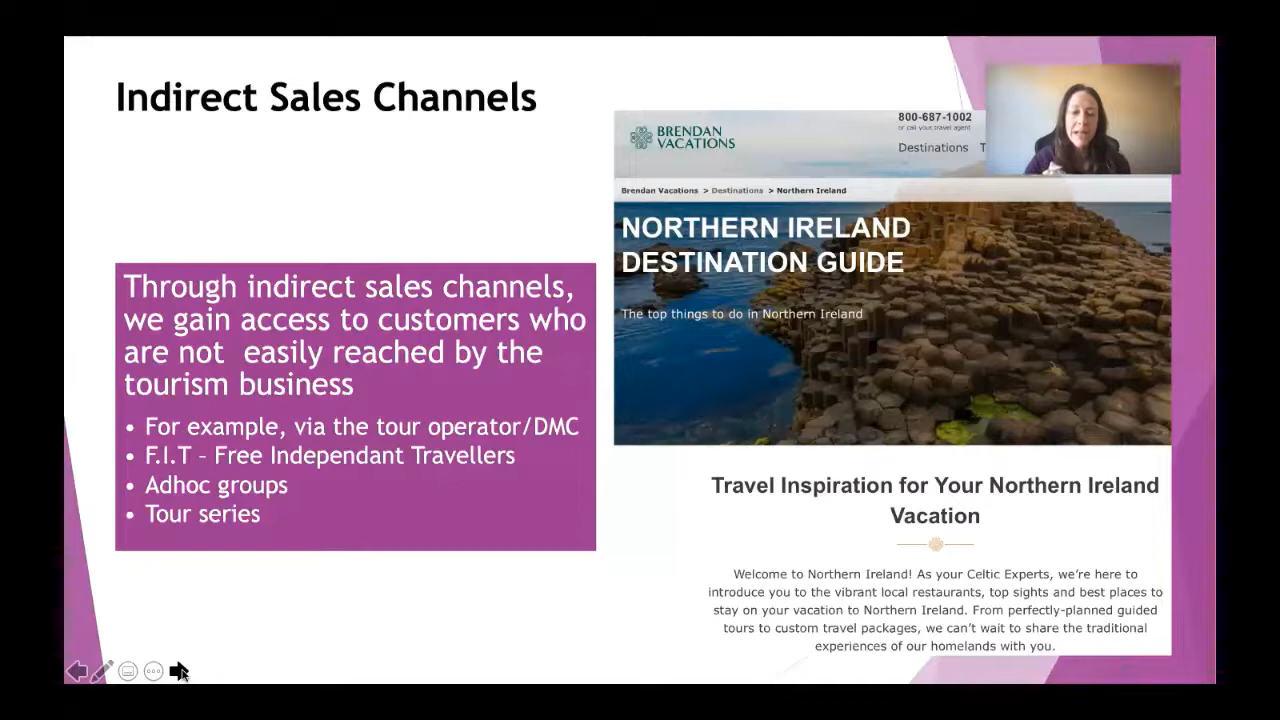 Indirect Sales Channels
BRENDAN
VACATIONS
800-687-1002
or call your travel agent
Destinations T
Brendan Vacations > Destinations > Northern Ireland
NORTHERN IRELAND
DESTINATION GUIDE
The top things to do in Northern Ireland
Through indirect sales channels,
we gain access to customers who
are not easily reached by the
tourism business
• For example, via the tour operator/DMC
• F.I.T – Free Independant Travellers
• Adhoc groups
• Tour series
Travel Inspiration for Your Northern Ireland
Vacation
Welcome to Northern Ireland! As your Celtic Experts, we're here to
introduce you to the vibrant local restaurants, top sights and best places to
stay on your vacation to Northern Ireland. From perfectly-planned guided
tours to custom travel packages, we can't wait to share the traditional
experiences of our homelands with you.